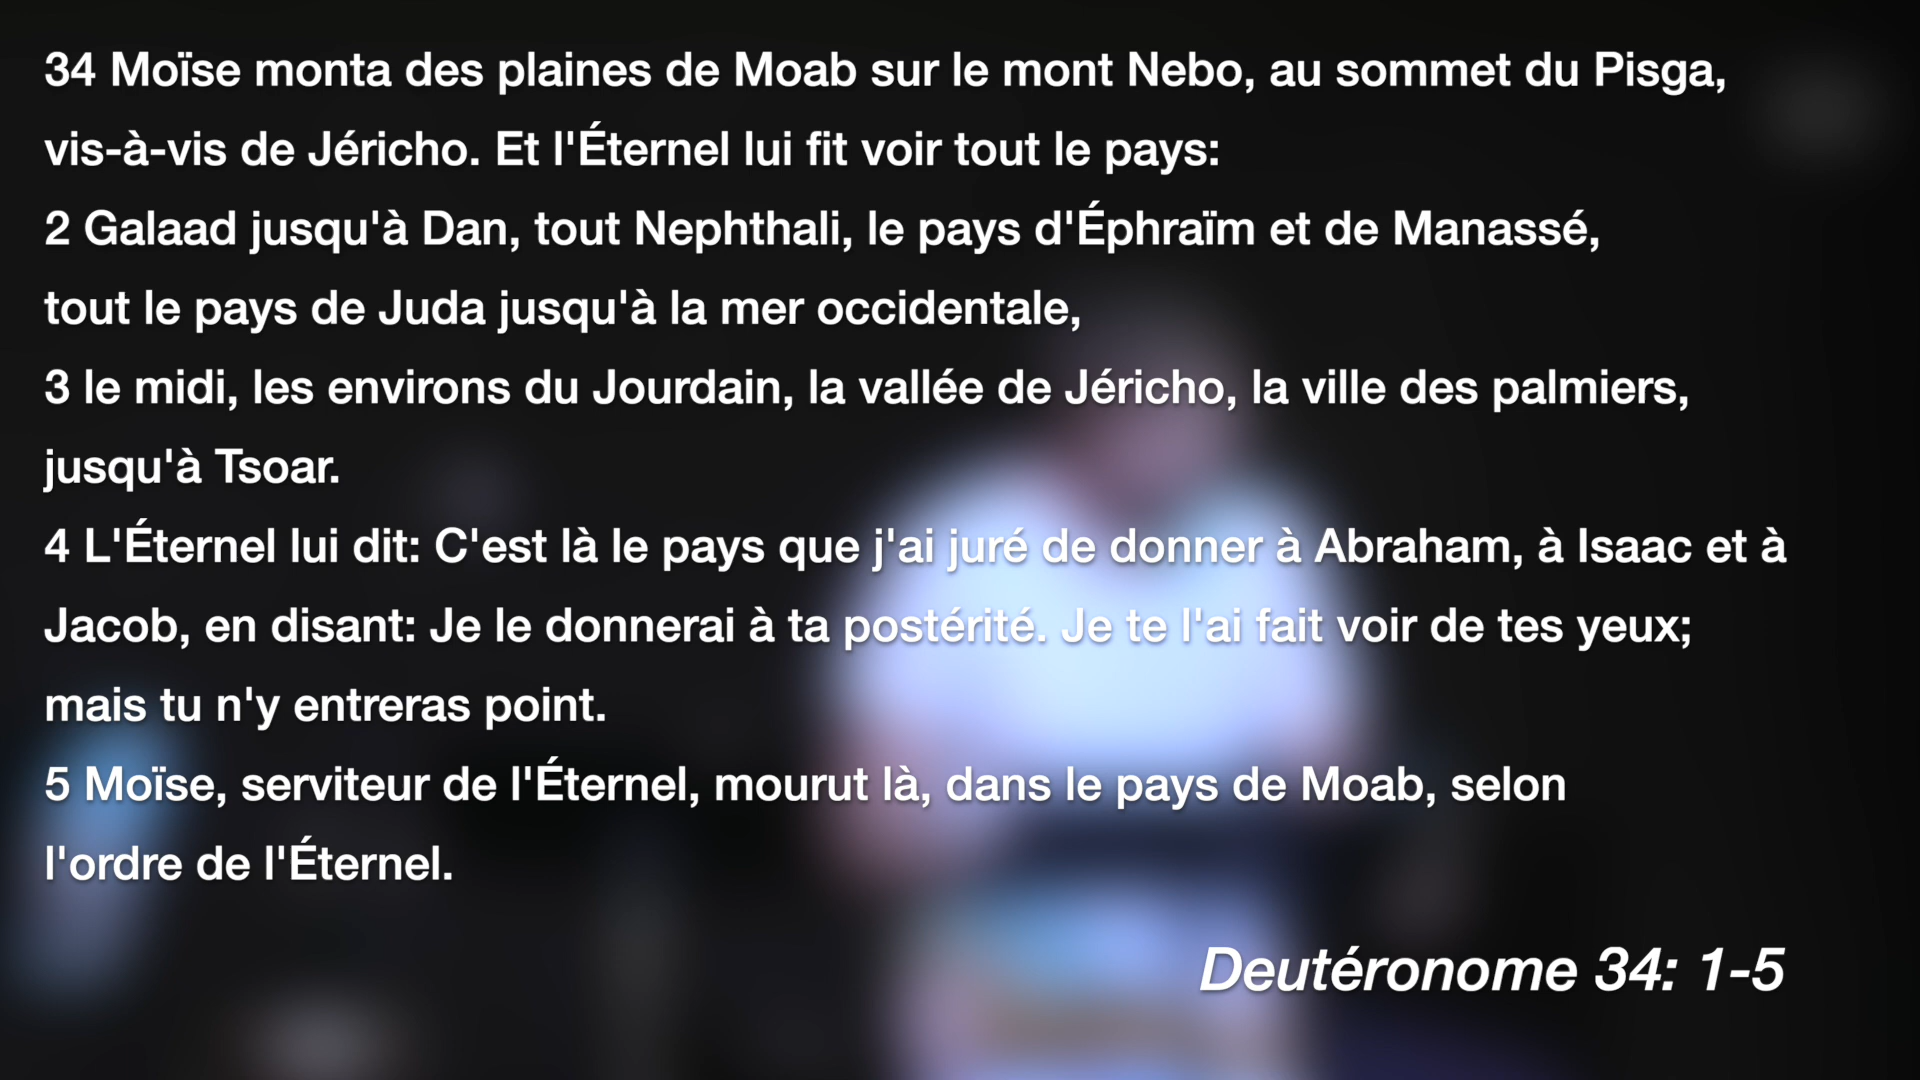 34 Moïse monta des plaines de Moab sur le mont Nebo, au sommet du Pisga,
vis-à-vis de Jéricho. Et l'Éternel lui fit voir tout le pays:
2 Galaad jusqu'à Dan, tout Nephthali, le pays d'Éphraïm et de Manassé,
tout le pays de Juda jusqu'à la mer occidentale,
3 le midi, les environs du Jourdain, la vallée de Jéricho, la ville des palmiers,
jusqu'à Tsoar.
4 L'Éternel lui dit: C'est là le pays que j'ai juré de donner à Abraham, à Isaac et à
Jacob, en disant: Je le donnerai à ta postérité. Je te l'ai fait voir de tes yeux;
mais tu n'y entreras point.
5 Moïse, serviteur de l'Éternel, mourut là, dans le pays de Moab, selon
l'ordre de l'Éternel.
Deutéronome 34: 1-5